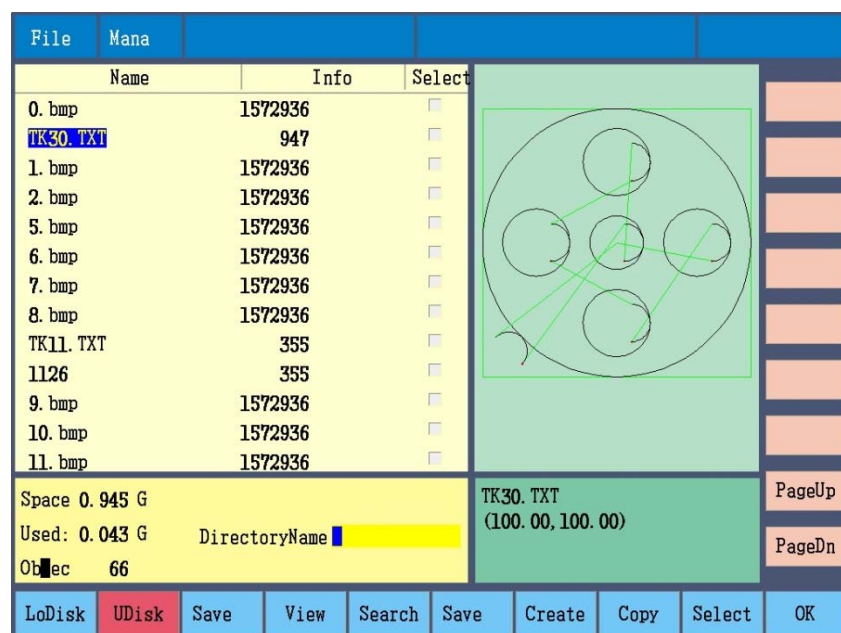 File Mana
Name Info Select
0. bmp 1572936
TK30. TXT 947
1. bmp 1572936
2. bmp 1572936
5. bmp 1572936
6. bmp 1572936
7. bmp 1572936
8. bmp 1572936
TK11. TXT 355
1126 355
9. bmp 1572936
10. bmp 1572936
11. bmp 1572936
Space 0. 945 G
Used: 0. 043 G DirectoryName
66
TK30. TXT
(100. 00, 100. 00)
PageUp
PageDn
LoDisk UDisk Save View Search Save Create Copy Select OK